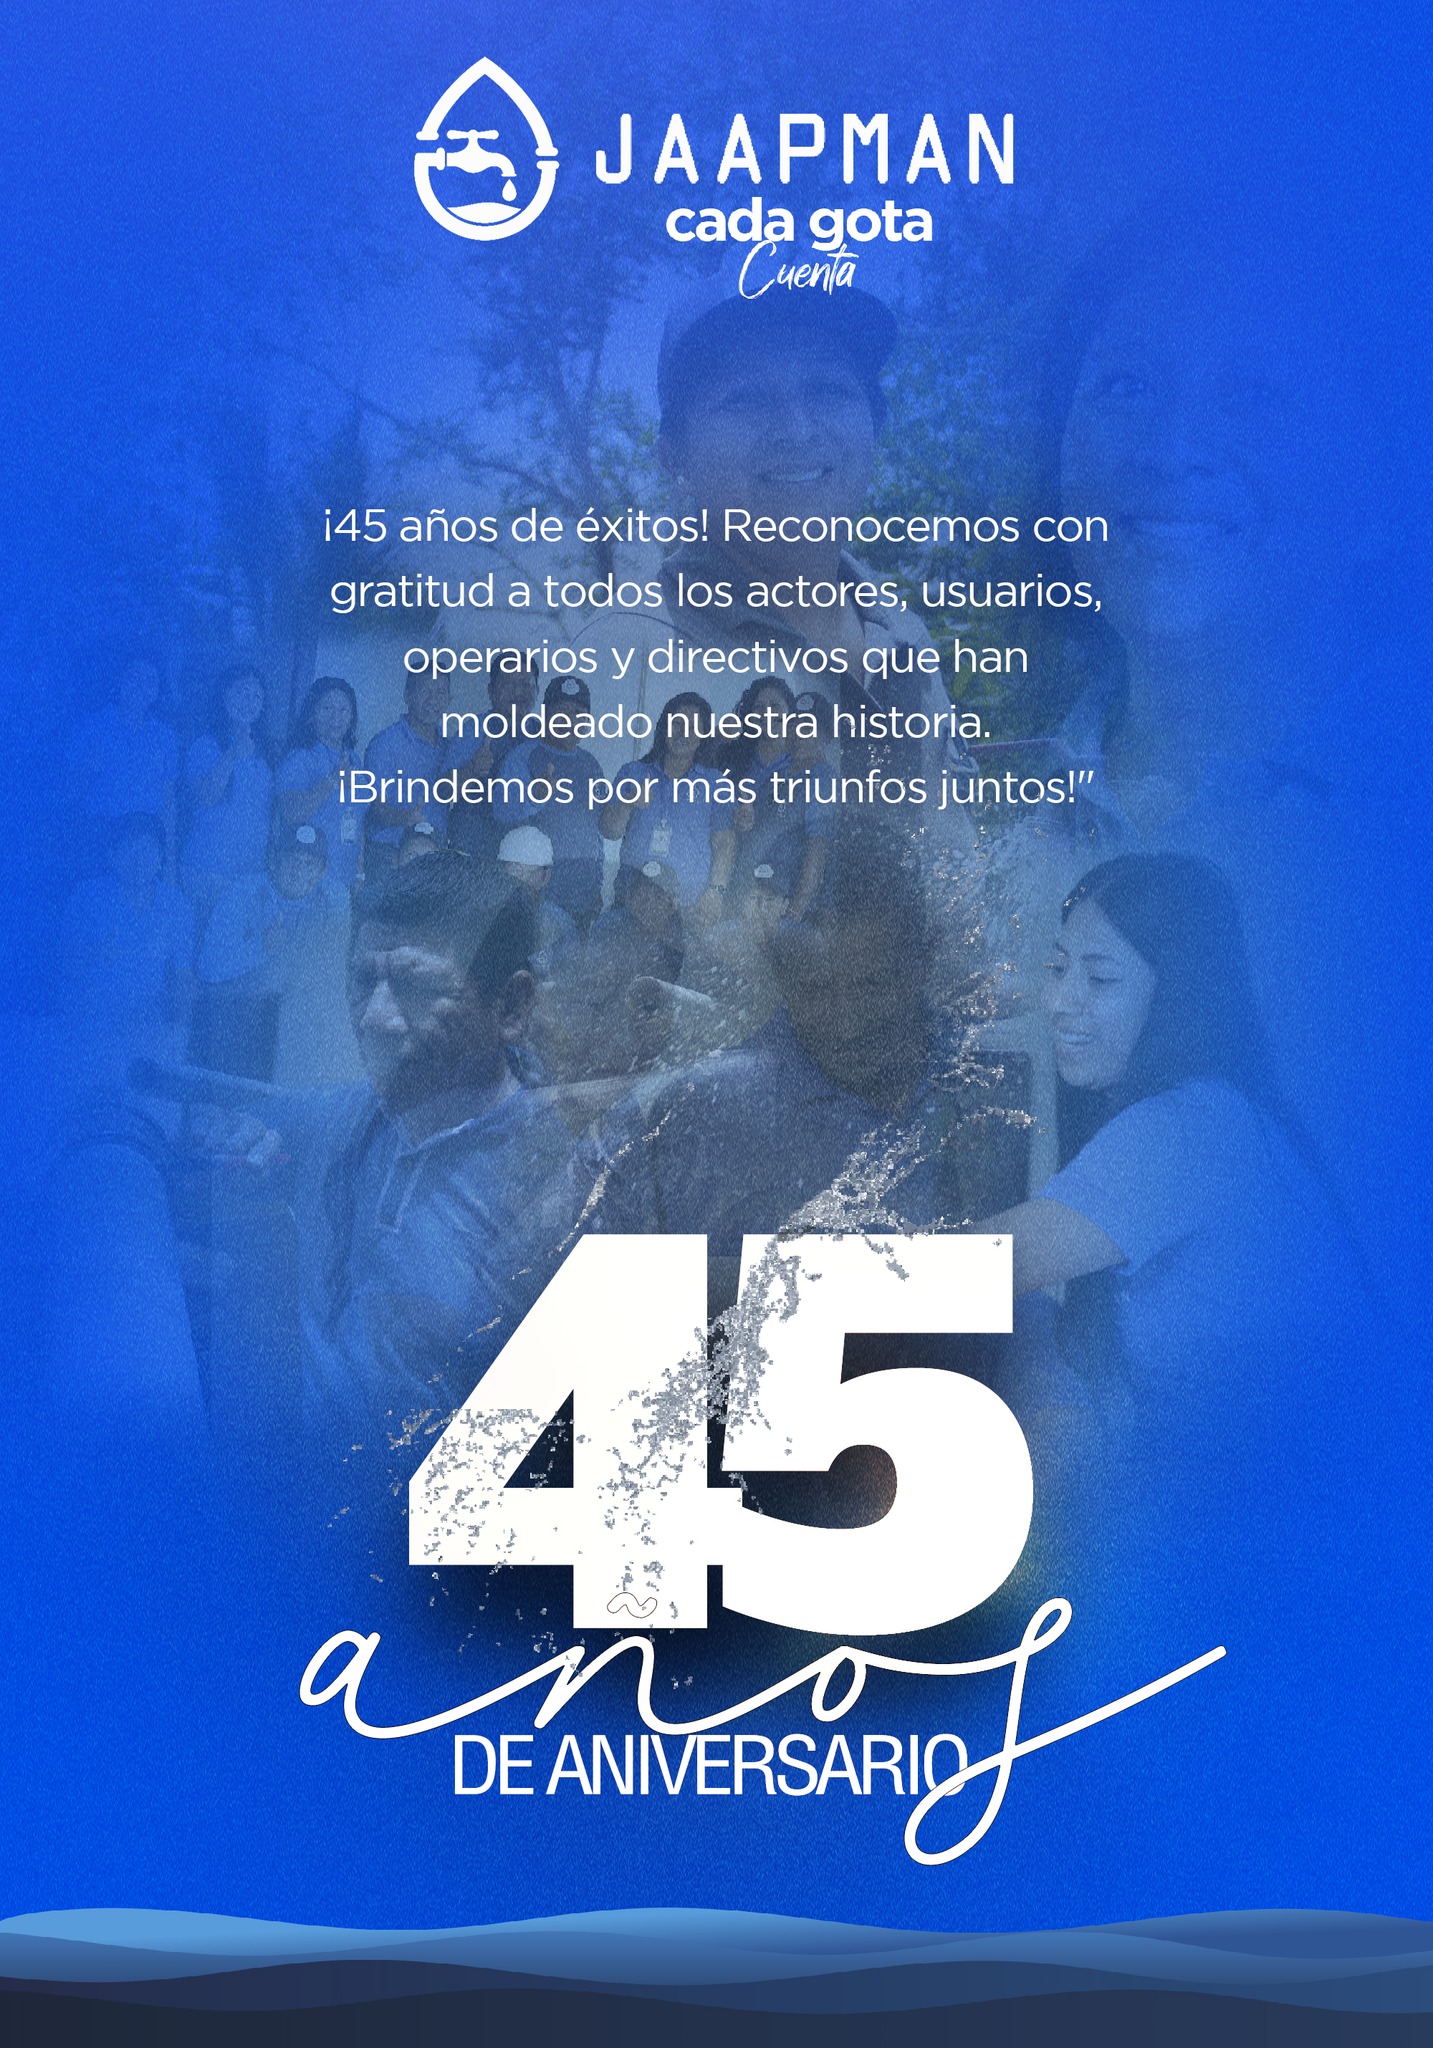 JAAPMAN
cada gota
Cuenta
¡45 años de éxitos! Reconocemos con
gratitud a todos los actores, usuarios,
operarios y directivos que han
moldeado nuestra historia.
¡Brindemos por más triunfos juntos!"
45
años
DE ANIVERSARIO